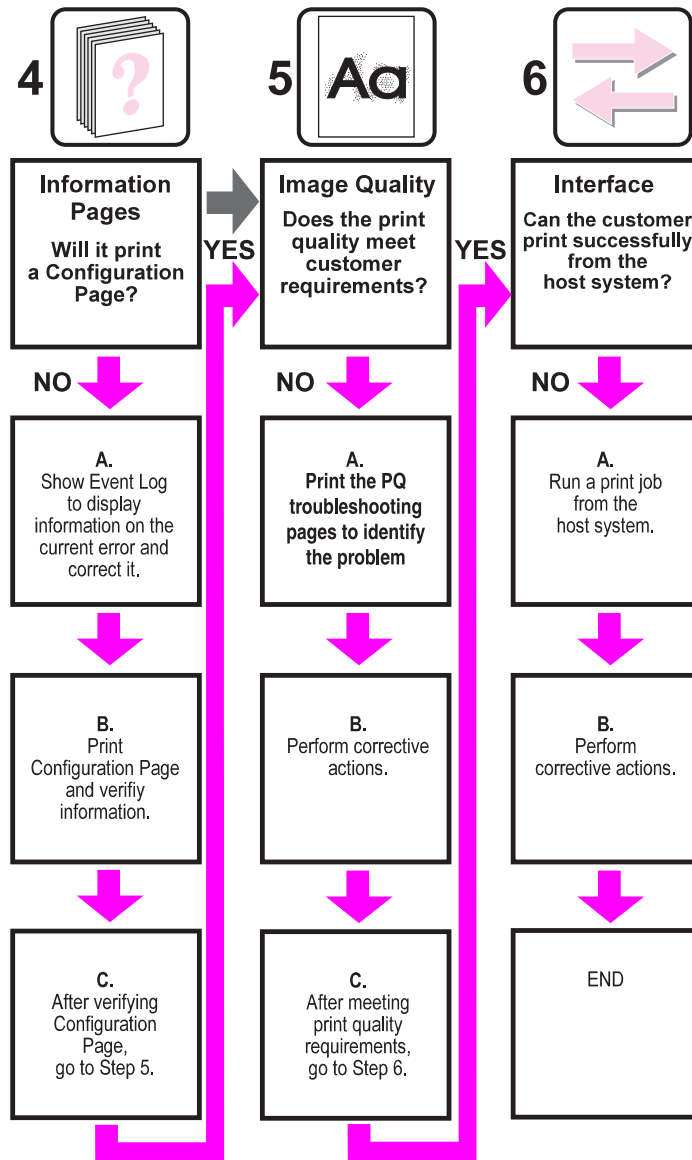 4
?
Information
Pages
Will it print
a Configuration
Page?
YES
NO
A.
Show Event Log
to display
information on the
current error and
correct it.
B.
Print
Configuration Page
and verifiy
information.
C.
After verifying
Configuration
Page,
go to Step 5.
5
Aa
Image Quality
Does the print
quality meet
customer
requirements?
YES
NO
A.
Print the PQ
troubleshooting
pages to identify
the problem
B.
Perform corrective
actions.
C.
After meeting
print quality
requirements,
go to Step 6.
6
Interface
Can the customer
print successfully
from the
host system?
NO
A.
Run a print job
from the
host system.
B.
Perform
corrective actions.
END